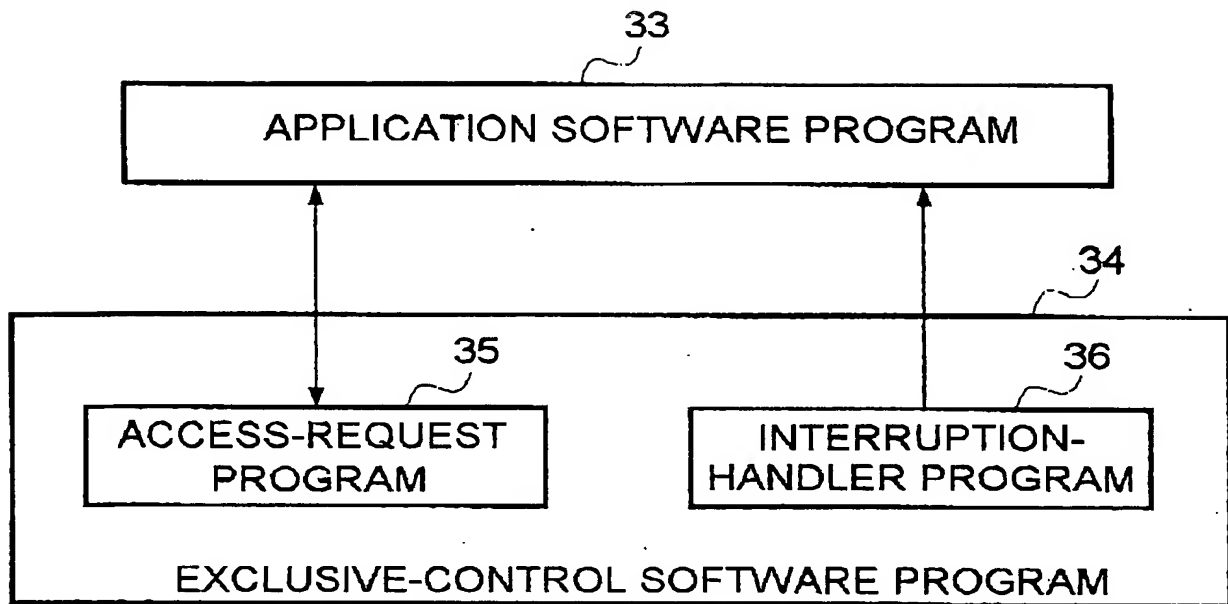 33
APPLICATION SOFTWARE PROGRAM
34
35
36
ACCESS-REQUEST
PROGRAM
INTERRUPTION-
HANDLER PROGRAM
EXCLUSIVE-CONTROL SOFTWARE PROGRAM